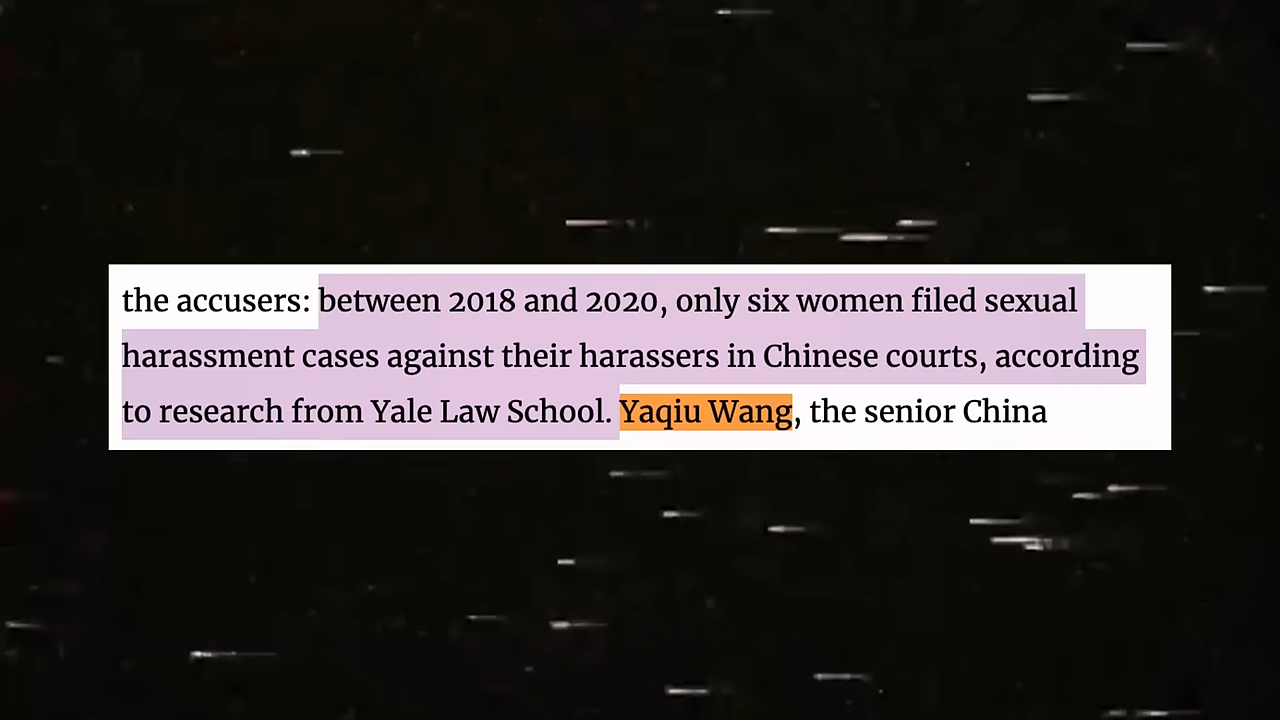 the accusers: between 2018 and 2020, only six women filed sexual
harassment cases against their harassers in Chinese courts, according
to research from Yale Law School. Yaqiu Wang, the senior China